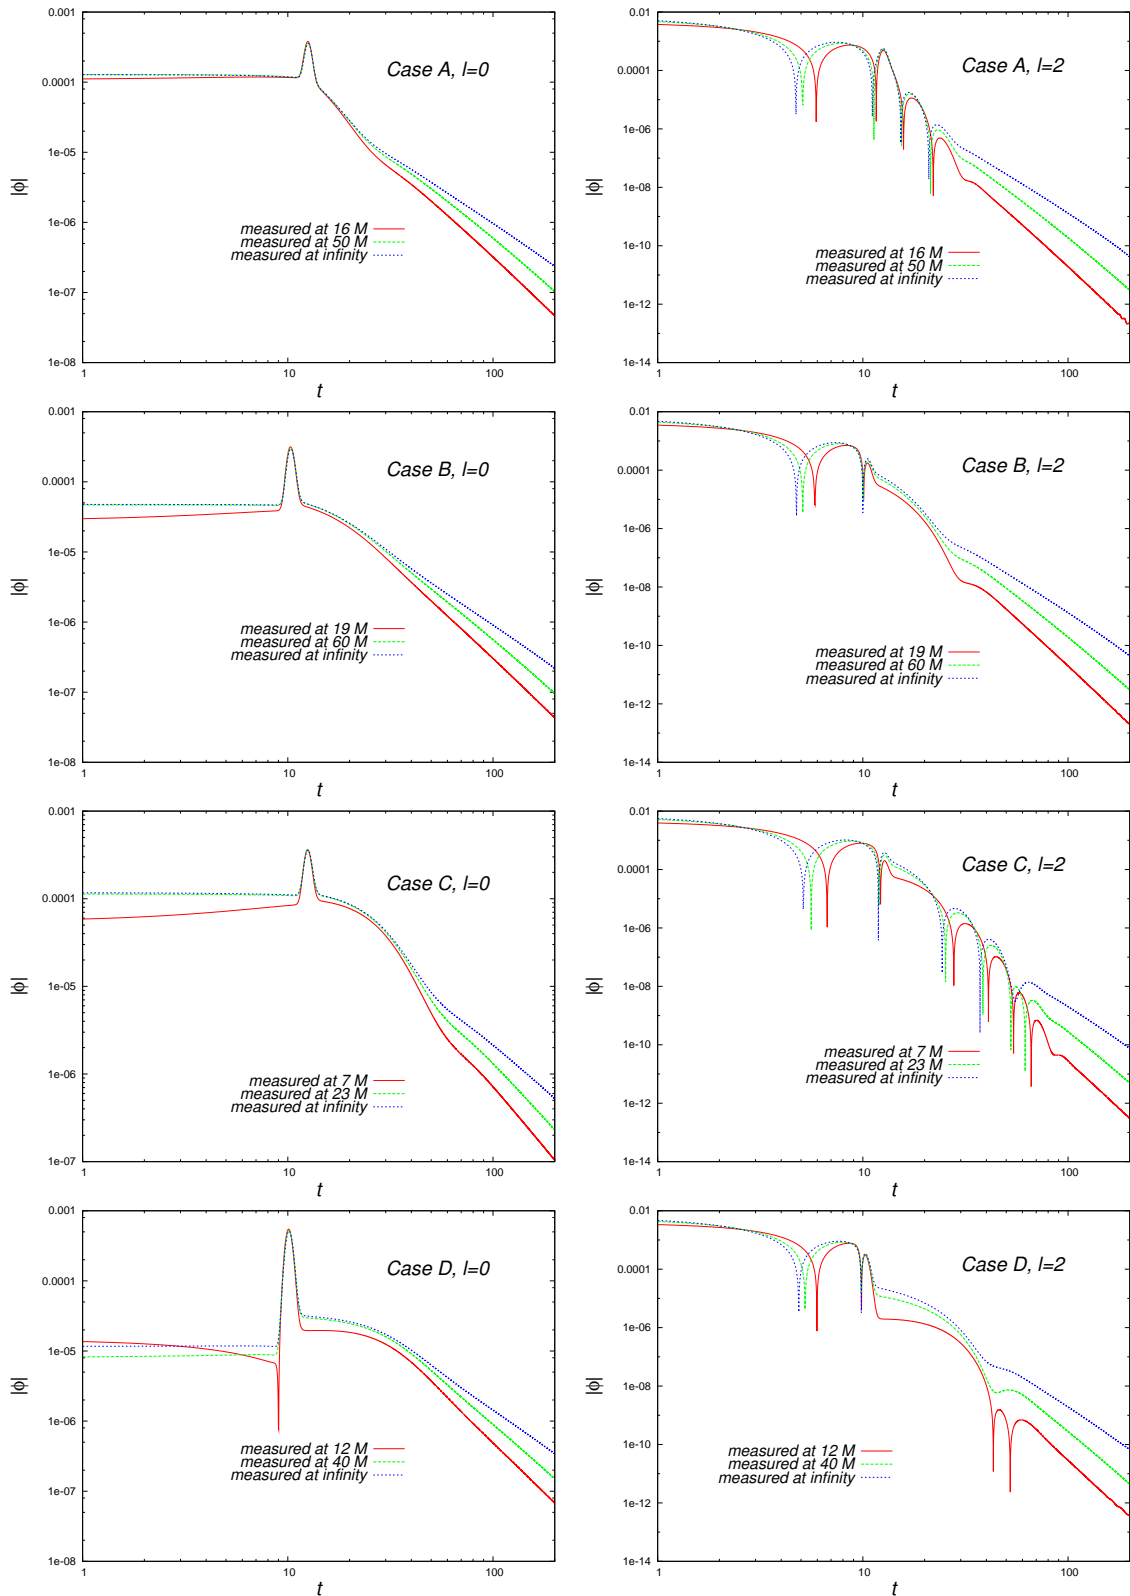 0.001
0.0001
1e-05
1e-06
1e-07
1e-08
|ϕ|
Case A, l=0
measured at 16 M
measured at 50 M
measured at infinity
1
10
100
t
0.01
0.0001
1e-06
1e-08
1e-10
1e-12
1e-14
|ϕ|
Case A, l=2
measured at 16 M
measured at 50 M
measured at infinity
1
10
100
t
0.001
0.0001
1e-05
1e-06
1e-07
1e-08
|ϕ|
Case B, l=0
measured at 19 M
measured at 60 M
measured at infinity
1
10
100
t
0.01
0.0001
1e-06
1e-08
1e-10
1e-12
1e-14
|ϕ|
Case B, l=2
measured at 19 M
measured at 60 M
measured at infinity
1
10
100
t
0.001
0.0001
1e-05
1e-06
1e-07
|ϕ|
Case C, l=0
measured at 7 M
measured at 23 M
measured at infinity
1
10
100
t
0.01
0.0001
1e-06
1e-08
1e-10
1e-12
1e-14
|ϕ|
Case C, l=2
measured at 7 M
measured at 23 M
measured at infinity
1
10
100
t
0.001
0.0001
1e-05
1e-06
1e-07
1e-08
|ϕ|
Case D, l=0
measured at 12 M
measured at 40 M
measured at infinity
1
10
100
t
0.01
0.0001
1e-06
1e-08
1e-10
1e-12
1e-14
|ϕ|
Case D, l=2
measured at 12 M
measured at 40 M
measured at infinity
1
10
100
t